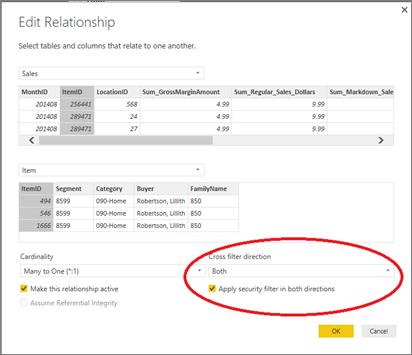 Edit Relationship
Select tables and columns that relate to one another.
Sales
MonthID ItemID LocationID Sum_GrossMarginAmount Sum_Regular_Sales_Dollars Sum_Markdown_Sale
201408 256441 568 4.99 9.99
201408 289471 24 4.99 9.99
201408 289471 27 4.99 9.99
Item
ItemID Segment Category Buyer FamilyName
494 8599 090-Home Robertson, Lillith 850
546 8599 090-Home Robertson, Lillith 850
1666 8599 090-Home Robertson, Lillith 850
Cardinality Cross filter direction
Many to One (*:1) Both
Make this relationship active Apply security filter in both directions
Assume Referential Integrity
OK Cancel